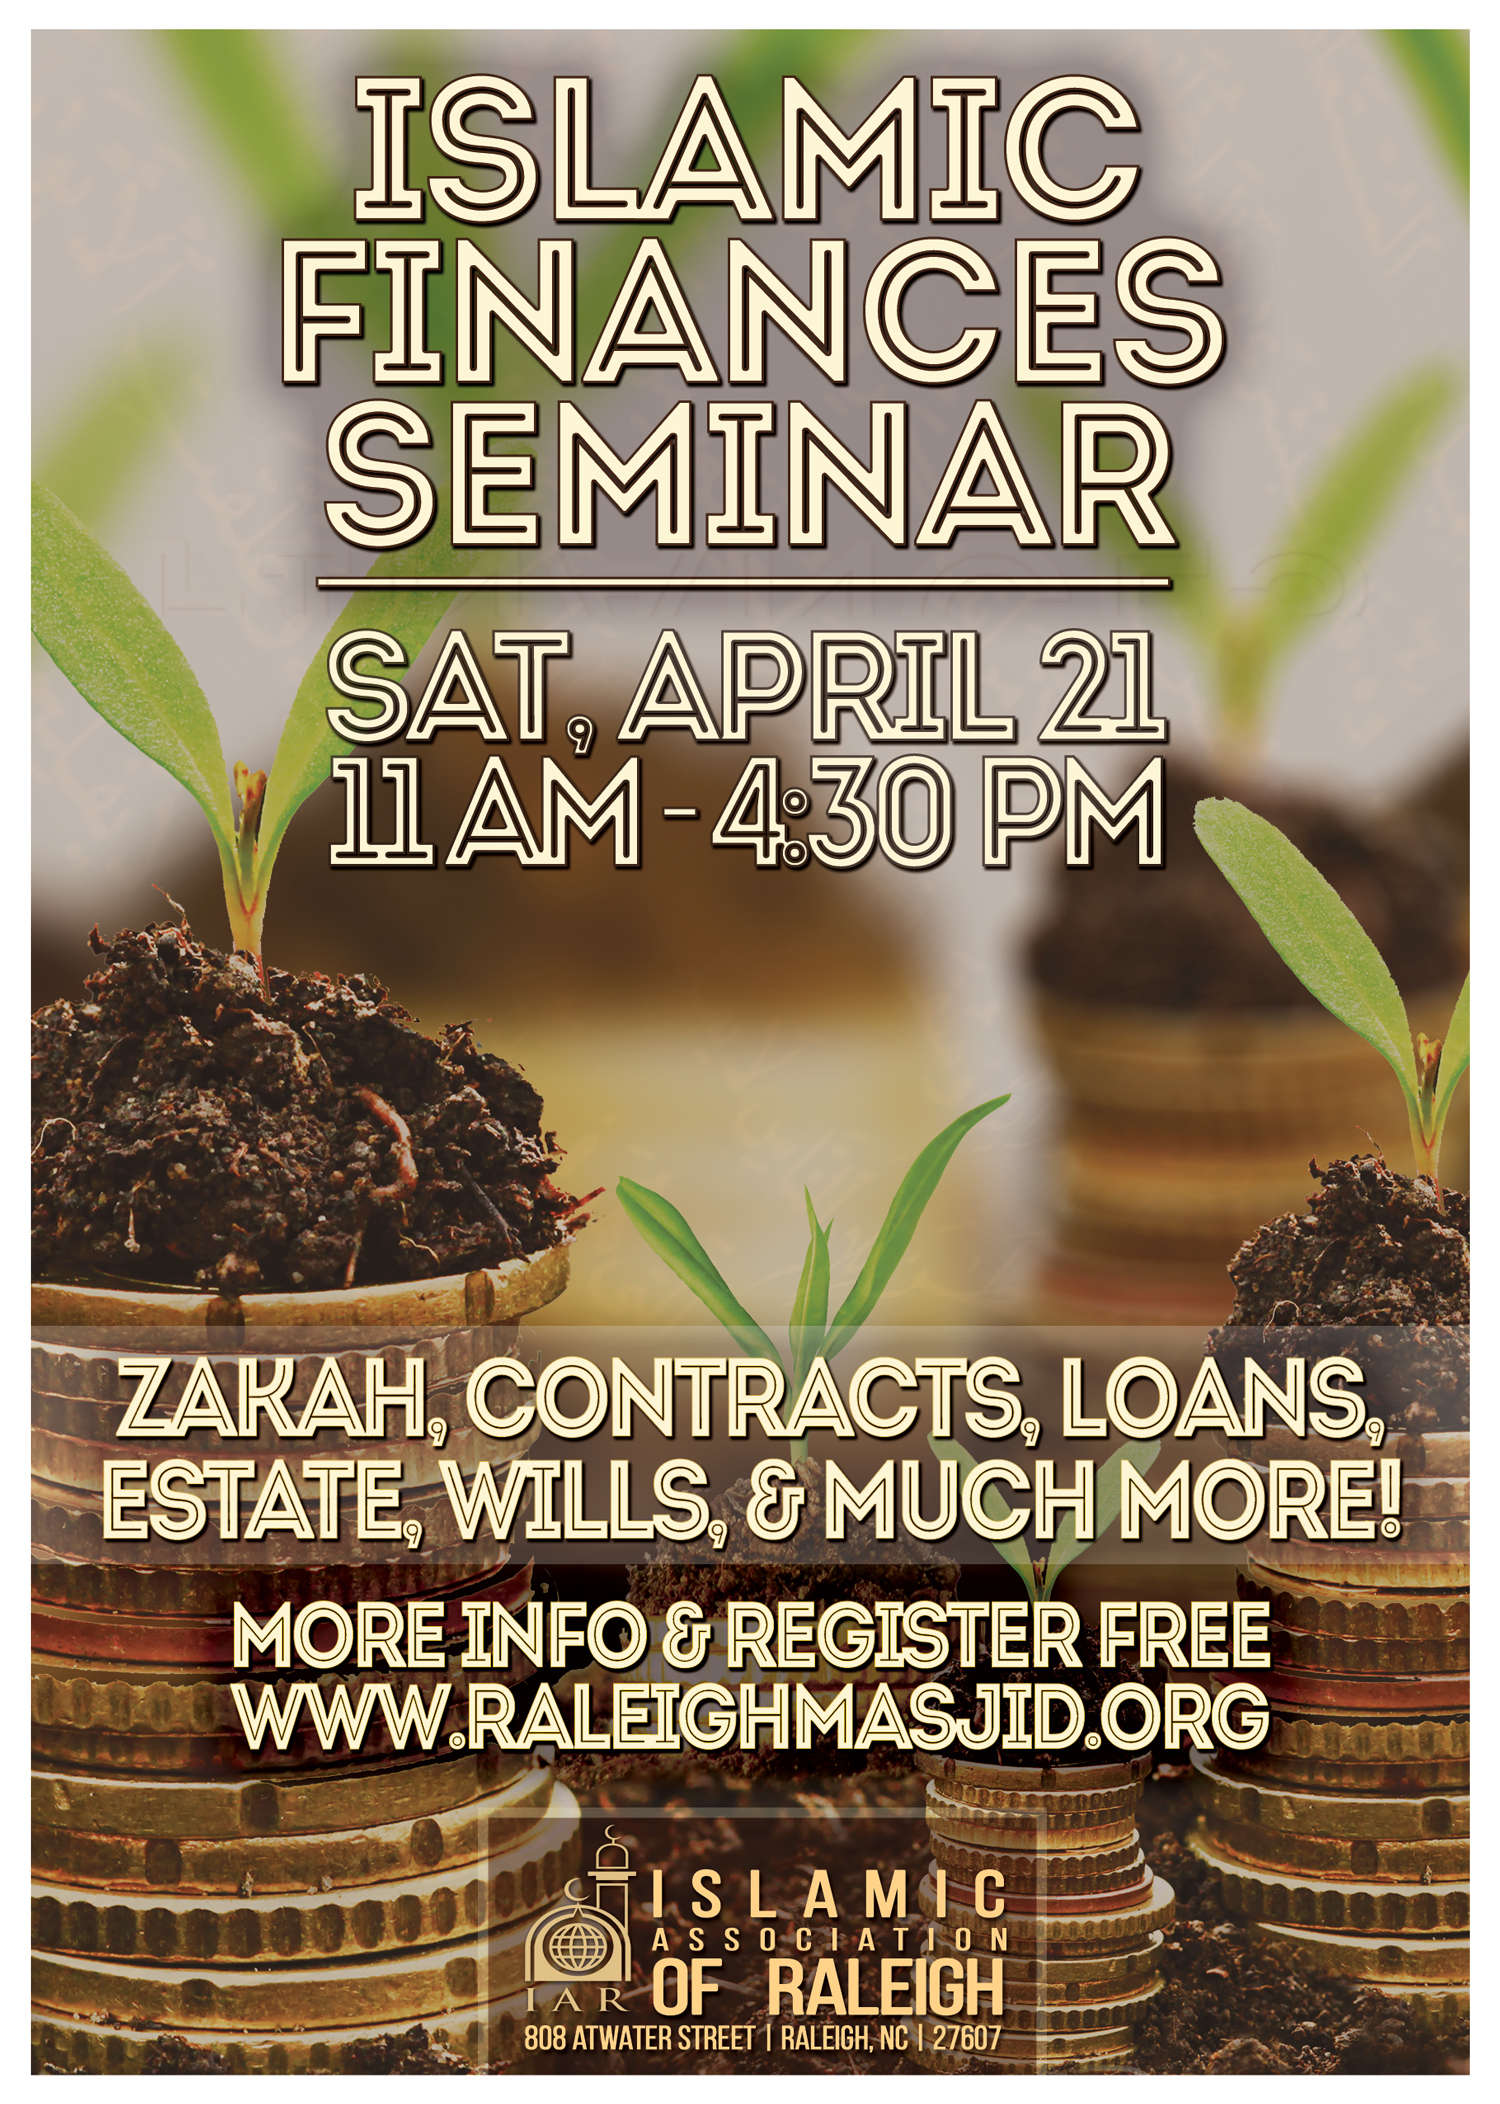 ISLAMIC
FINANCES
SEMINAR
SAT, APRIL 21
11 AM - 4:30 PM
ZAKAH, CONTRACTS, LOANS,
ESTATE, WILLS, & MUCH MORE!
MORE INFO & REGISTER FREE
WWW.RALEIGHMASJID.ORG
IAR
ISLAMIC
ASSOCIATION
OF RALEIGH
808 ATWATER STREET | RALEIGH, NC | 27607